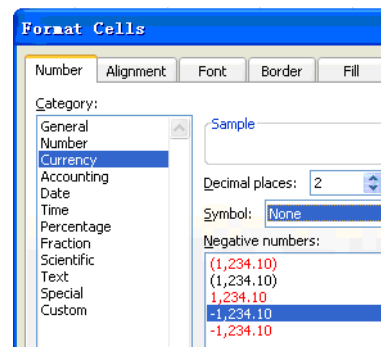 Format Cells
Number Alignment Font Border Fill
Category:
General
Number
Currency
Accounting
Date
Time
Percentage
Fraction
Scientific
Text
Special
Custom
Sample
Decimal places: 2
Symbol: None
Negative numbers:
(1,234.10)
(1,234.10)
1,234.10
-1,234.10
-1,234.10